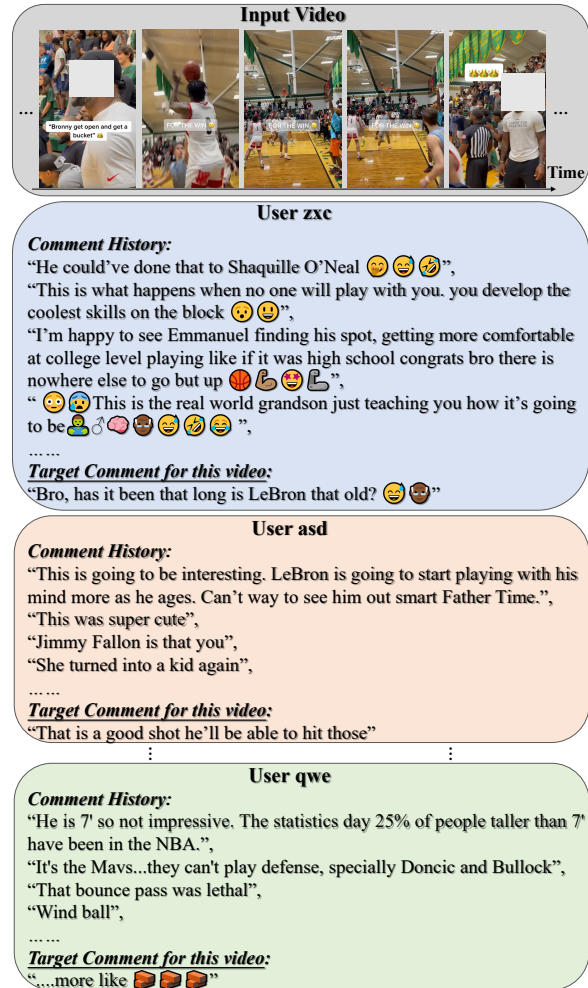 Input Video
...
"Bronny get open and get a
bucket" 🤲
FOR THE WIN 😳
FOR THE WIN 😳
FOR THE WIN 😳
👑👑👑
...
Time
User zxc
Comment History:
“He could’ve done that to Shaquille O’Neal 🤭😅🤣”,
“This is what happens when no one will play with you. you develop the
coolest skills on the block 😯😃”,
“I’m happy to see Emmanuel finding his spot, getting more comfortable
at college level playing like if it was high school congrats bro there is
nowhere else to go but up 🏀💪🏽🤩🦾”,
“ 😳😰This is the real world grandson just teaching you how it’s going
to be🧟‍♂️♂🧠👨🏿‍🦲😅🤣😂 ”,
……
Target Comment for this video:
“Bro, has it been that long is LeBron that old? 😅👨🏿‍🦲”
User asd
Comment History:
“This is going to be interesting. LeBron is going to start playing with his
mind more as he ages. Can’t way to see him out smart Father Time.”,
“This was super cute”,
“Jimmy Fallon is that you”,
“She turned into a kid again”,
……
Target Comment for this video:
“That is a good shot he’ll be able to hit those”
User qwe
Comment History:
“He is 7' so not impressive. The statistics day 25% of people taller than 7'
have been in the NBA.”,
“It's the Mavs...they can't play defense, specially Doncic and Bullock”,
“That bounce pass was lethal”,
“Wind ball”,
……
Target Comment for this video:
“....more like 🧱🧱🧱”